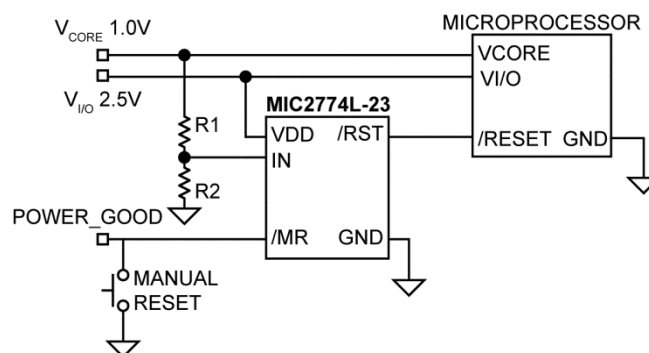 MICROPROCESSOR
VCORE 1.0V
VCORE
VI/O 2.5V
VI/O
MIC2774L-23
R1
VDD /RST
/RESET GND
IN
R2
POWER_GOOD
/MR GND
MANUAL
RESET